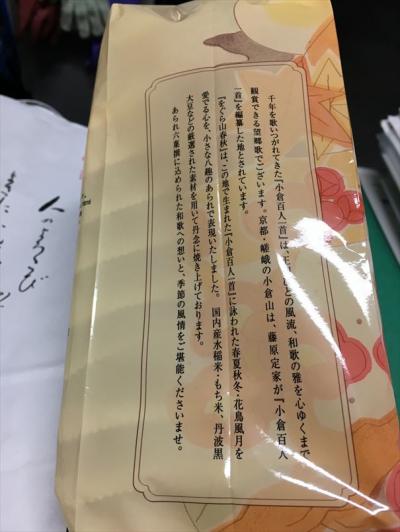 千年を歌いつがれてきた『小倉百人一首』は、いにしえの風流、和歌の雅を心ゆくまで
観賞できる望郷歌でございます。京都・嵯峨の小倉山は、藤原定家が『小倉百人
一首』を編纂した地とされています。
『をぐら山春秋』は、この地で生まれた『小倉百人一首』に詠われた春夏秋冬・花鳥風月を
愛でる心を、小さな八趣のあられで表現いたしました。国内産水稲米・もち米、丹波黒
大豆などの厳選された素材を用いて丹念に焼き上げております。
あられ六葉撰に込められた和歌への想いと、季節の風情をご堪能くださいませ。